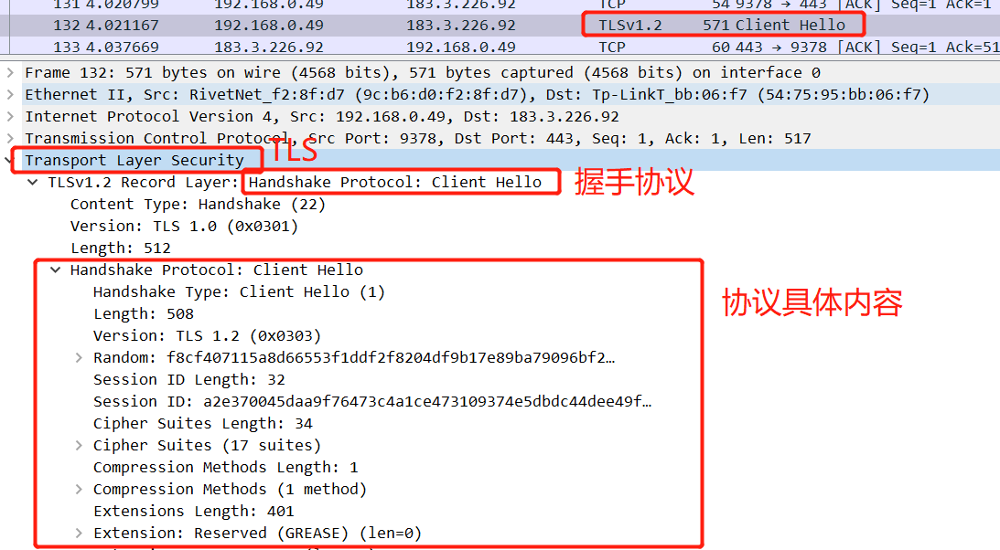 131 4.020799 192.168.0.49 183.3.226.92 TCP 54 9378 → 443 [ACK] Seq=1 Ack=1
132 4.021167 192.168.0.49 183.3.226.92 TLSv1.2 571 Client Hello
133 4.037669 183.3.226.92 192.168.0.49 TCP 60 443 → 9378 [ACK] Seq=1 Ack=51
Frame 132: 571 bytes on wire (4568 bits), 571 bytes captured (4568 bits) on interface 0
Ethernet II, Src: RivetNet_f2:8f:d7 (9c:b6:d0:f2:8f:d7), Dst: Tp-LinkT_bb:06:f7 (54:75:95:bb:06:f7)
Internet Protocol Version 4, Src: 192.168.0.49, Dst: 183.3.226.92
Transmission Control Protocol, Src Port: 9378, Dst Port: 443, Seq: 1, Ack: 1, Len: 517
Transport Layer Security
TLS
TLSv1.2 Record Layer: Handshake Protocol: Client Hello
握手协议
Content Type: Handshake (22)
Version: TLS 1.0 (0x0301)
Length: 512
Handshake Protocol: Client Hello
Handshake Type: Client Hello (1)
协议具体内容
Length: 508
Version: TLS 1.2 (0x0303)
Random: f8cf407115a8d66553f1ddf2f8204df9b17e89ba79096bf2…
Session ID Length: 32
Session ID: a2e370045daa9f76473c4a1ce473109374e5dbdc44dee49f…
Cipher Suites Length: 34
Cipher Suites (17 suites)
Compression Methods Length: 1
Compression Methods (1 method)
Extensions Length: 401
Extension: Reserved (GREASE) (len=0)